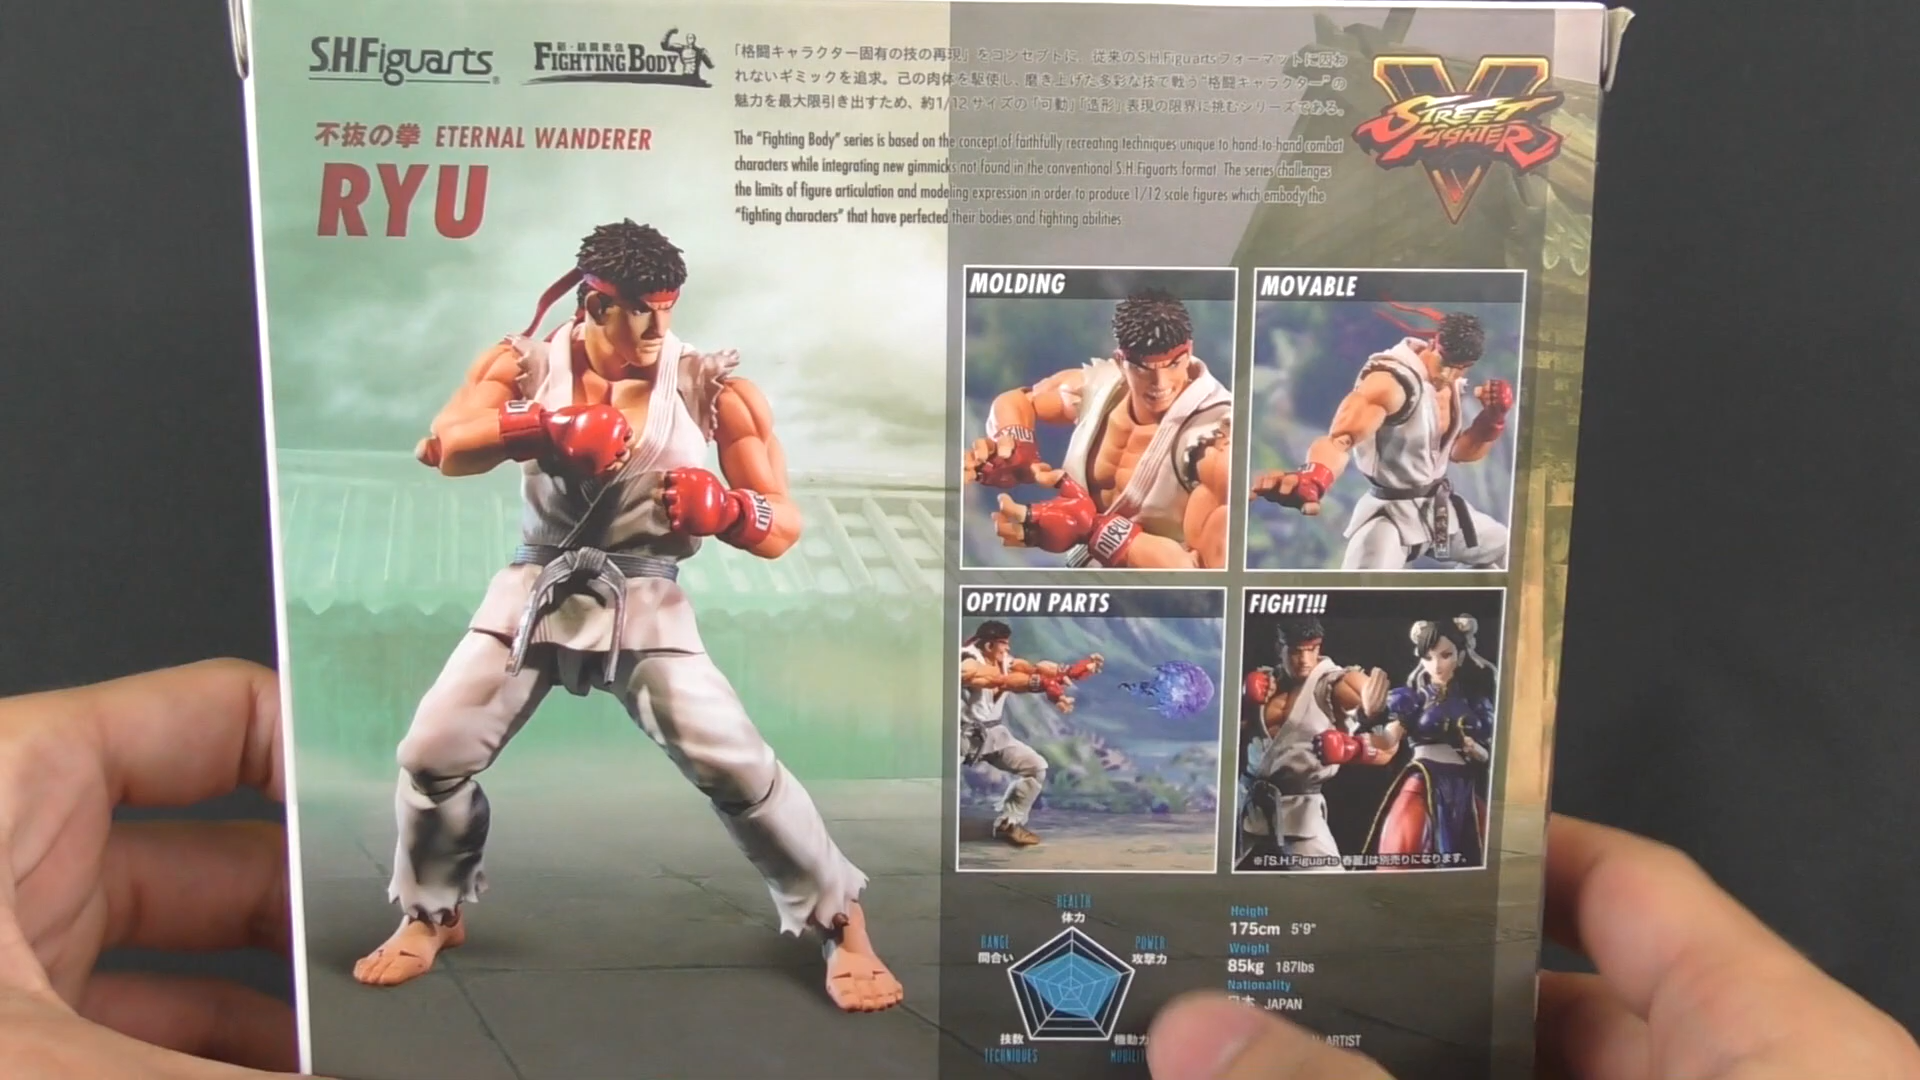 S.H.Figuarts
新・格闘軟伝
FIGHTING BODY
「格闘キャラクター固有の技の再現」をコンセプトに、従来のS.H.Figuartsフォーマットに囚わ
れないギミックを追求。己の肉体を駆使し、磨き上げた多彩な技で戦う“格闘キャラクター”の
魅力を最大限引き出すため、約1/12サイズの「可動」「造形」表現の限界に挑むシリーズである。
The “Fighting Body” series is based on the concept of faithfully recreating techniques unique to hand-to-hand combat
characters while integrating new gimmicks not found in the conventional S.H.Figuarts format. The series challenges
the limits of figure articulation and modeling expression in order to produce 1/12 scale figures which embody the
“fighting characters” that have perfected their bodies and fighting abilities
STREET
FIGHTER
V
不抜の拳 ETERNAL WANDERER
RYU
MOLDING
MOVABLE
OPTION PARTS
FIGHT!!!
※「S.H.Figuarts 春麗」は別売りになります。
HEALTH
体力
RANGE
間合い
POWER
攻撃力
技数
TECHNIQUES
機動力
Height
175cm 5'9"
Weight
85kg 187lbs
Nationality
日本 JAPAN
ARTIST